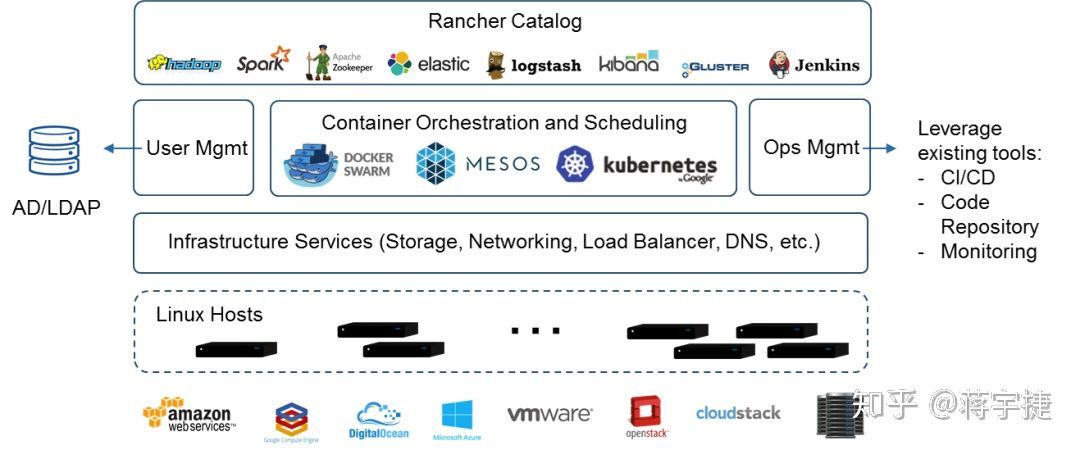 Rancher Catalog
hadoop
Spark
Apache
Zookeeper
elastic
logstash
kibana
GLUSTER
Jenkins
User Mgmt
Container Orchestration and Scheduling
DOCKER
SWARM
MESOS
kubernetes
by Google
Ops Mgmt
AD/LDAP
Leverage
existing tools:
- CI/CD
- Code
Repository
- Monitoring
Infrastructure Services (Storage, Networking, Load Balancer, DNS, etc.)
Linux Hosts
...
amazon
web services™
Google Compute Engine
DigitalOcean
Microsoft Azure
vmware®
openstack
cloudstack
知乎 @蒋宇捷